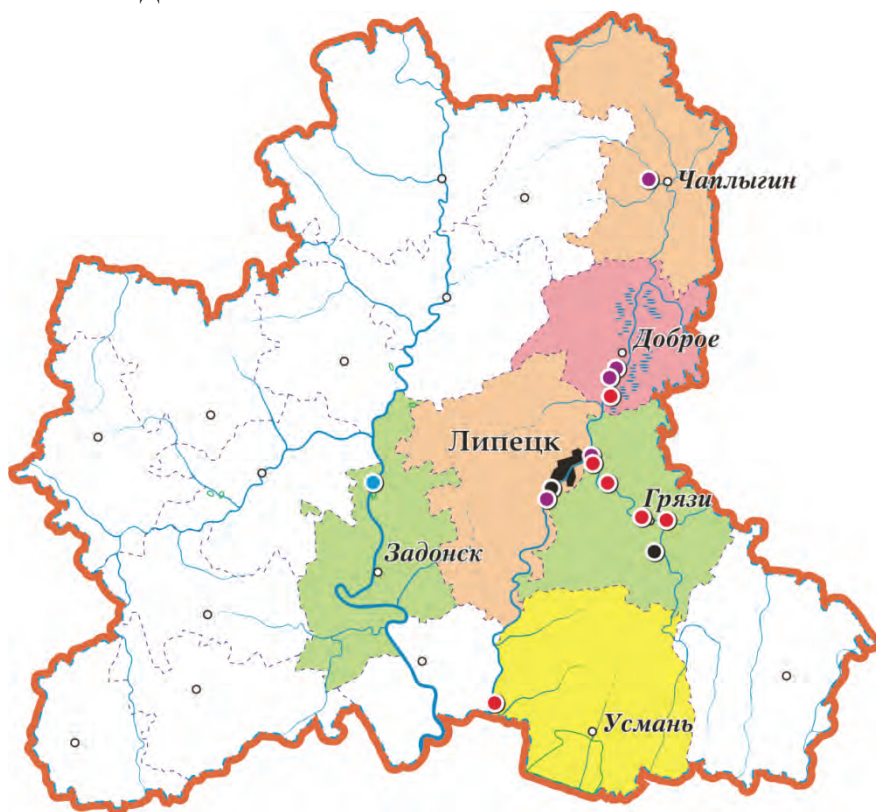 Чаплыгин
Доброе
Липецк
Грязи
Задонск
Усмань